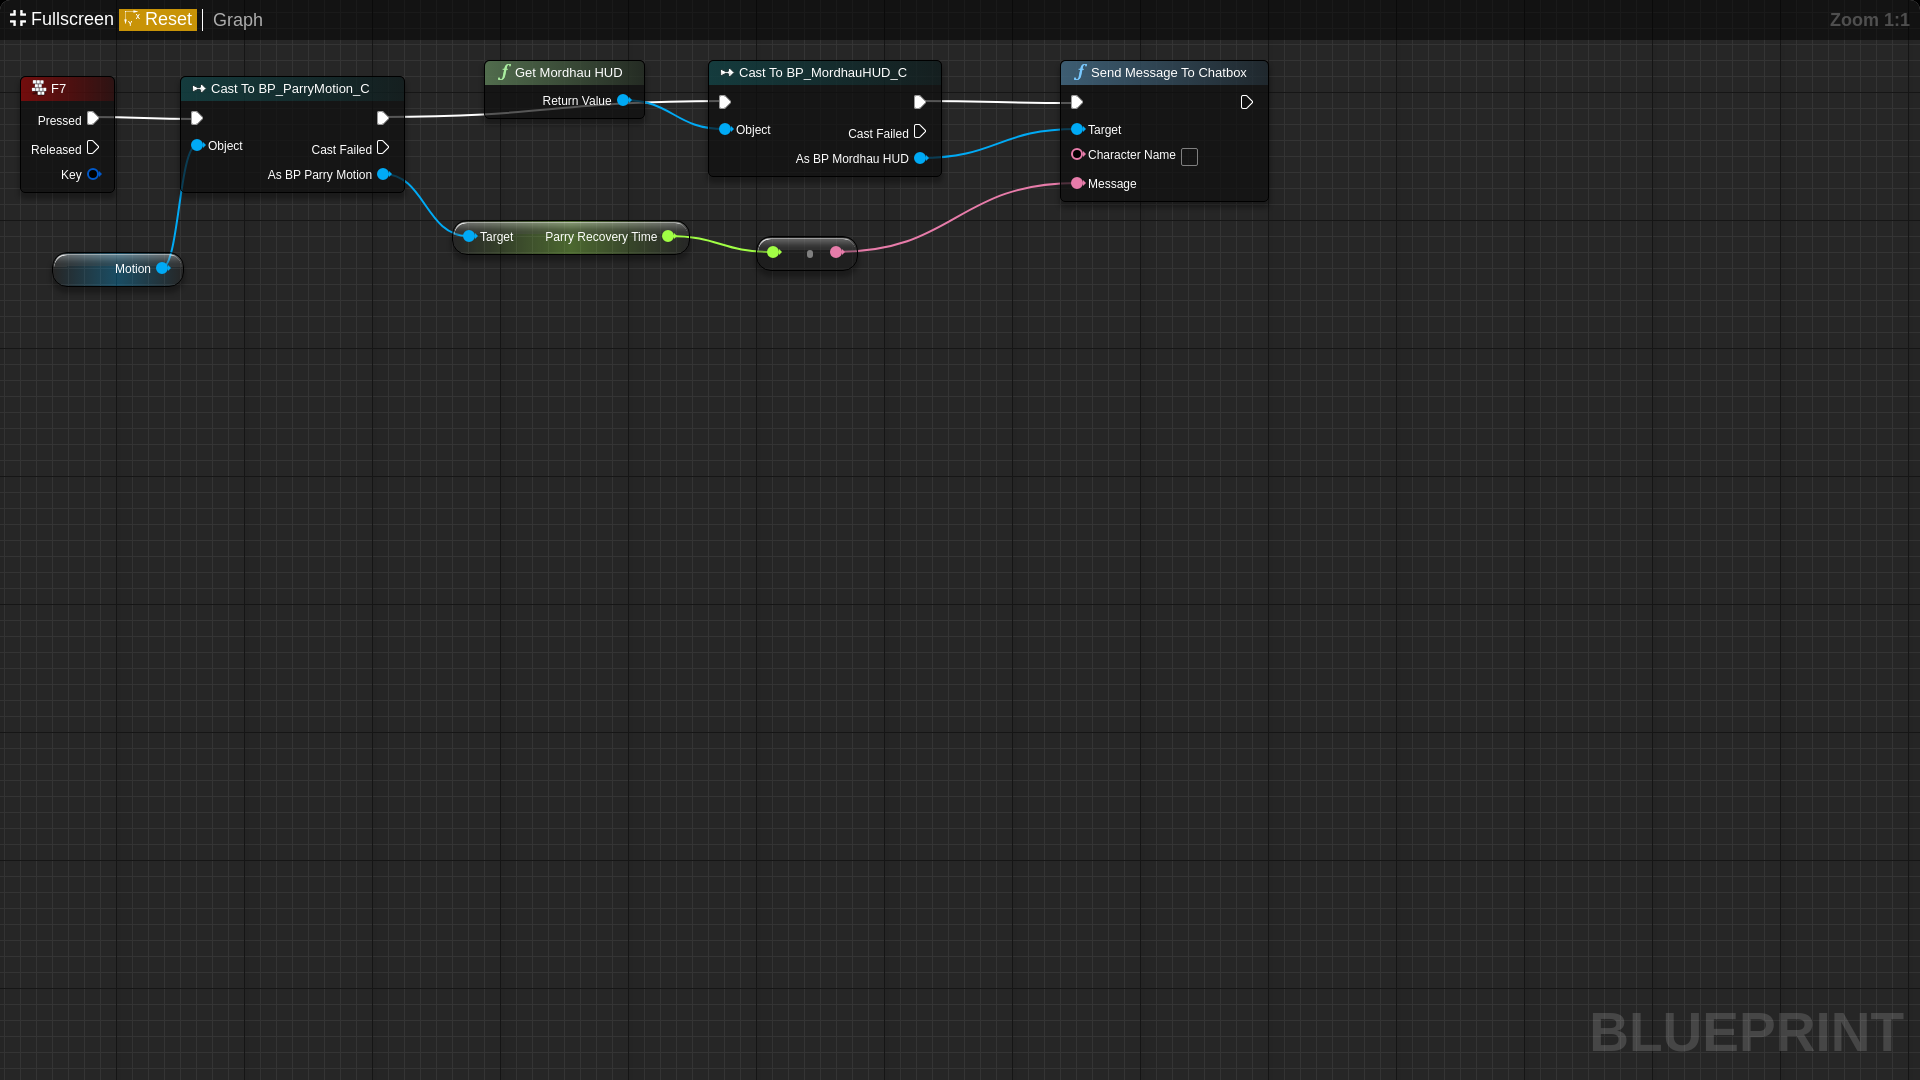 Fullscreen Reset Graph Zoom 1:1
F7
Pressed
Released
Key
Cast To BP_ParryMotion_C
Object
Cast Failed
As BP Parry Motion
Motion
Get Mordhau HUD
Return Value
Target Parry Recovery Time
Cast To BP_MordhauHUD_C
Object
Cast Failed
As BP Mordhau HUD
Send Message To Chatbox
Target
Character Name
Message
BLUEPRINT